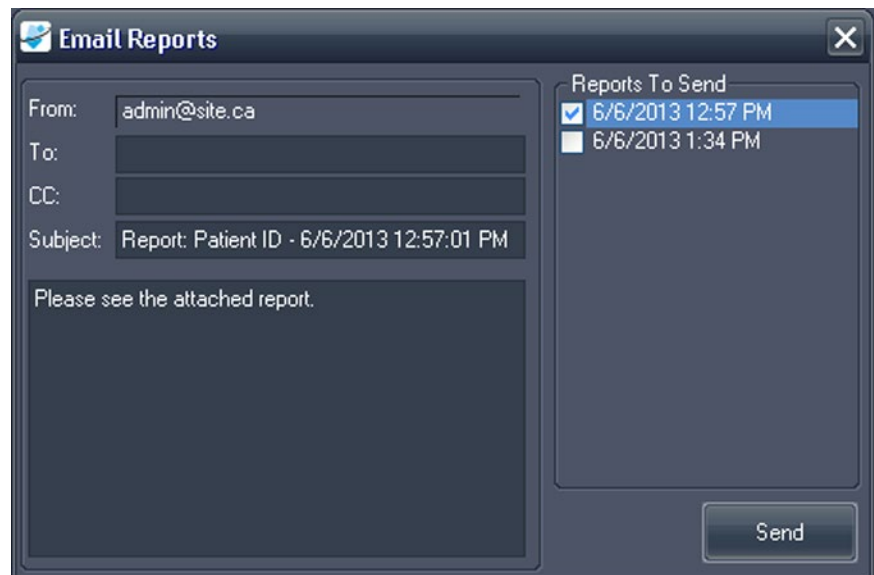 Email Reports
From: admin@site.ca
To:
CC:
Subject: Report: Patient ID - 6/6/2013 12:57:01 PM
Please see the attached report.
Reports To Send
6/6/2013 12:57 PM
6/6/2013 1:34 PM
Send